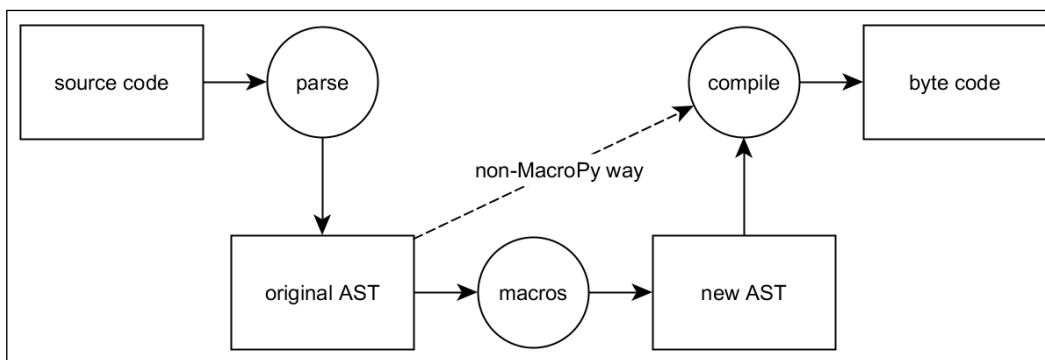 source code
parse
compile
byte code
non-MacroPy way
original AST
macros
new AST